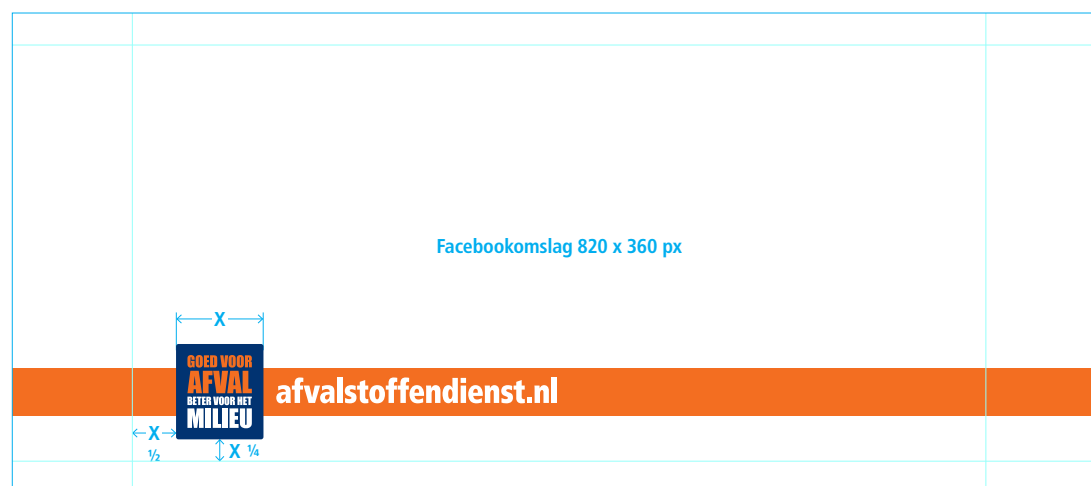 Facebookomslag 820 x 360 px
X
GOED VOOR
AFVAL
BETER VOOR HET
MILIEU
afvalstoffendienst.nl
X
½
X ¼